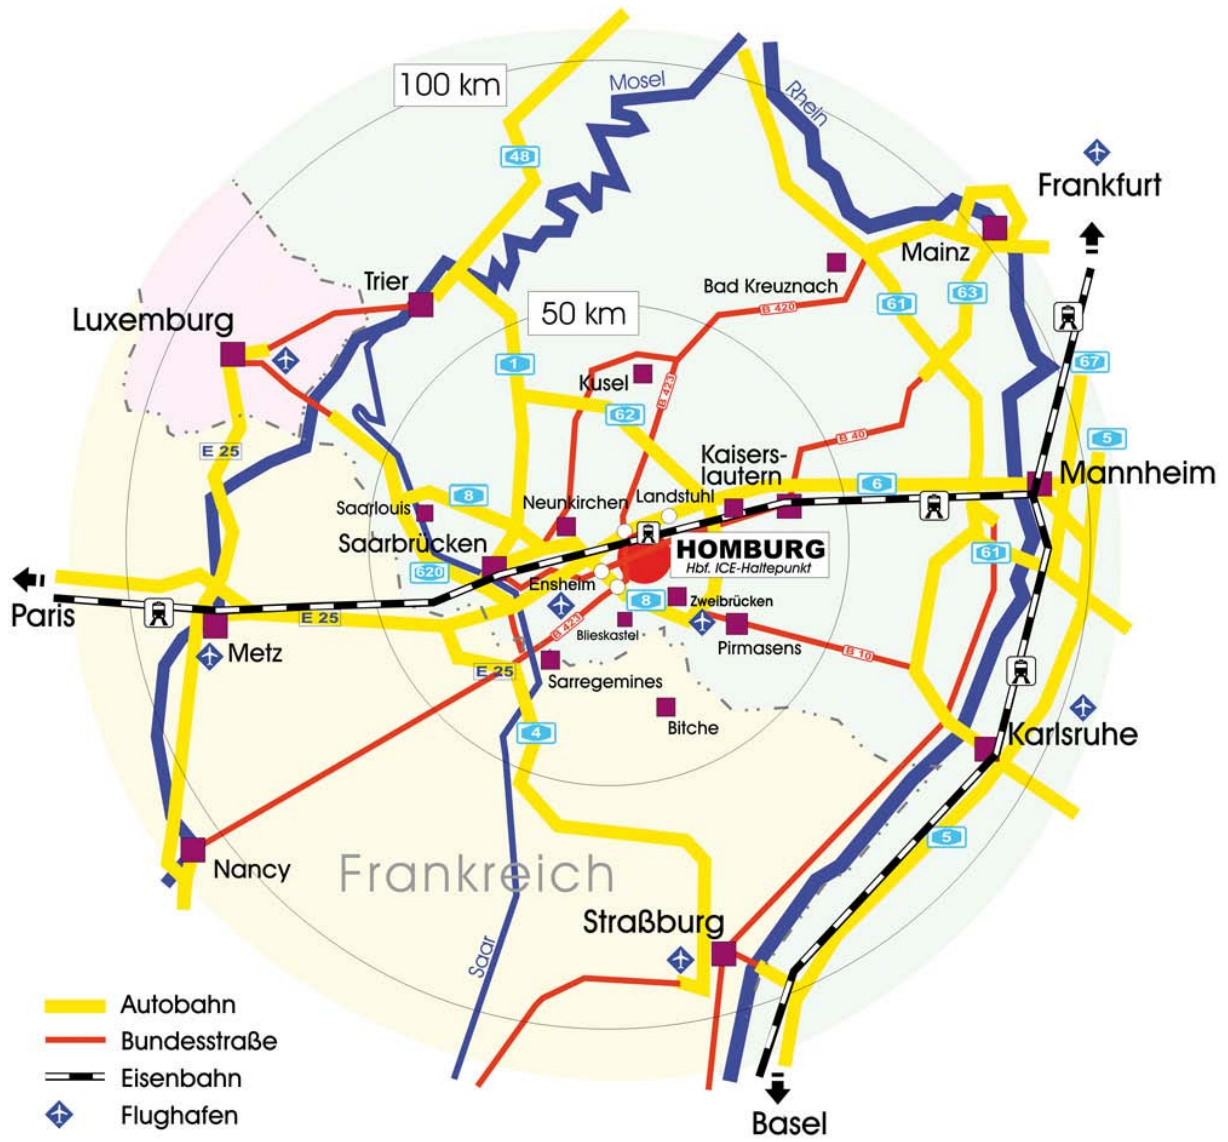 100 km
Mosel
Rhein
48
Frankfurt
Mainz
Trier
Bad Kreuznach
61
63
B 420
Luxemburg
50 km
1
67
Kusel
B 423
62
5
B 40
E 25
Kaisers-
lautern
6
Mannheim
8
Neunkirchen
Landstuhl
Saarlouis
Saarbrücken
HOMBURG
Hbf. ICE-Haltepunkt
61
620
Ensheim
Paris
8
Zweibrücken
E 25
B 423
Blieskastel
Pirmasens
B 10
Metz
E 25
Sarregemines
Bitche
4
Karlsruhe
5
Nancy
Frankreich
Straßburg
Saar
Autobahn
Bundesstraße
Eisenbahn
Flughafen
Basel